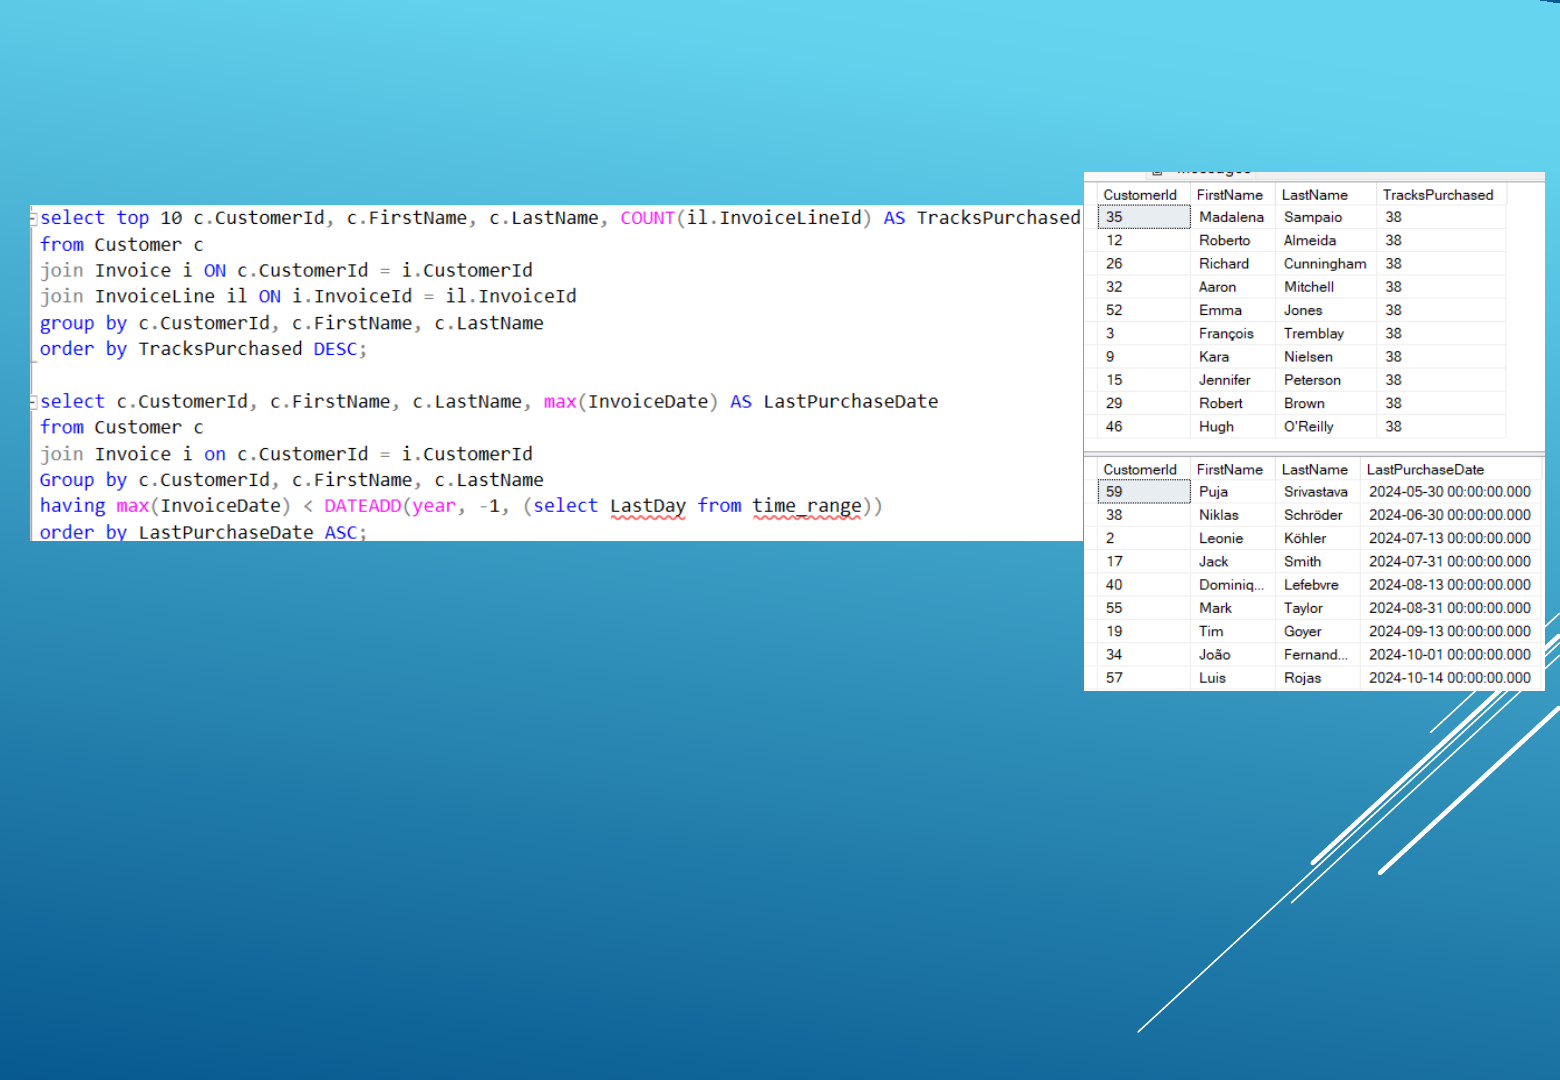 select top 10 c.CustomerId, c.FirstName, c.LastName, COUNT(il.InvoiceLineId) AS TracksPurchased
from Customer c
join Invoice i ON c.CustomerId = i.CustomerId
join InvoiceLine il ON i.InvoiceId = il.InvoiceId
group by c.CustomerId, c.FirstName, c.LastName
order by TracksPurchased DESC;
select c.CustomerId, c.FirstName, c.LastName, max(InvoiceDate) AS LastPurchaseDate
from Customer c
join Invoice i on c.CustomerId = i.CustomerId
Group by c.CustomerId, c.FirstName, c.LastName
having max(InvoiceDate) < DATEADD(year, -1, (select LastDay from time_range))
order by LastPurchaseDate ASC;
CustomerId FirstName LastName TracksPurchased
35 Madalena Sampaio 38
12 Roberto Almeida 38
26 Richard Cunningham 38
32 Aaron Mitchell 38
52 Emma Jones 38
3 François Tremblay 38
9 Kara Nielsen 38
15 Jennifer Peterson 38
29 Robert Brown 38
46 Hugh O'Reilly 38
CustomerId FirstName LastName LastPurchaseDate
59 Puja Srivastava 2024-05-30 00:00:00.000
38 Niklas Schröder 2024-06-30 00:00:00.000
2 Leonie Köhler 2024-07-13 00:00:00.000
17 Jack Smith 2024-07-31 00:00:00.000
40 Dominiq... Lefebvre 2024-08-13 00:00:00.000
55 Mark Taylor 2024-08-31 00:00:00.000
19 Tim Goyer 2024-09-13 00:00:00.000
34 João Fernand... 2024-10-01 00:00:00.000
57 Luis Rojas 2024-10-14 00:00:00.000